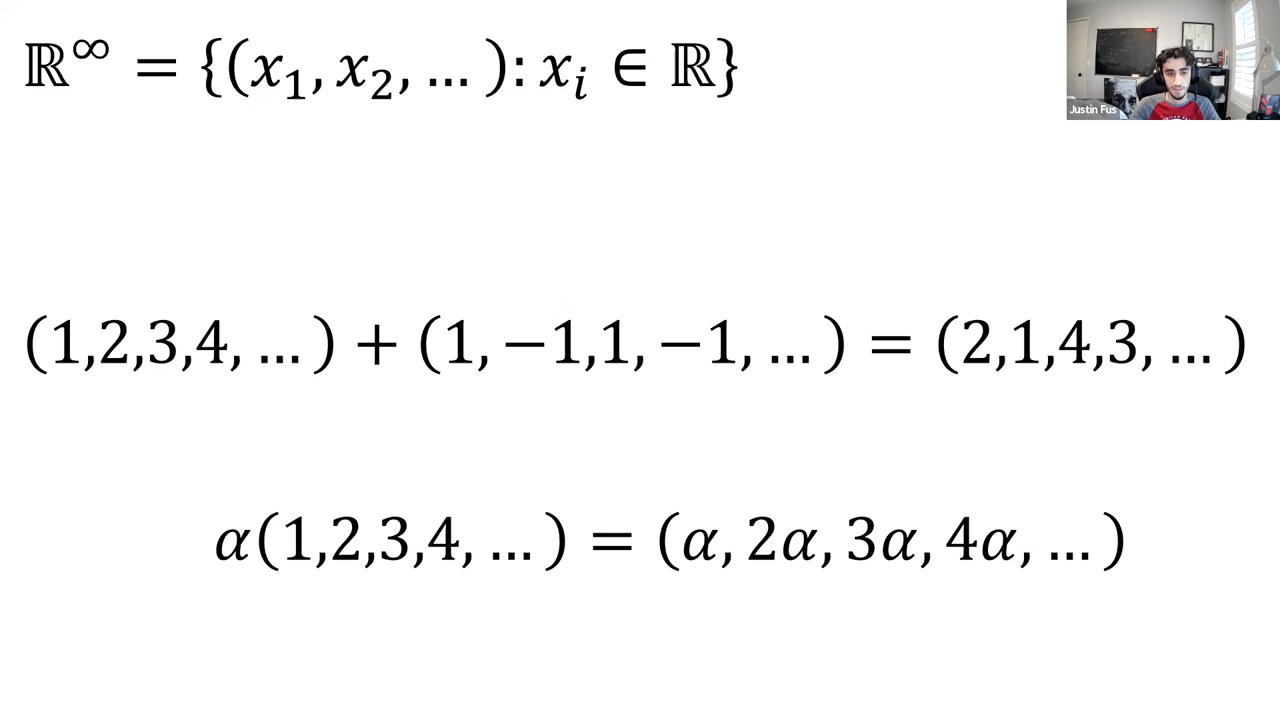 ℝ^∞ = {(x₁, x₂, … ): xᵢ ∈ ℝ}
Justin Fus
(1,2,3,4, … ) + (1, −1,1, −1, … ) = (2,1,4,3, … )
α(1,2,3,4, … ) = (α, 2α, 3α, 4α, … )